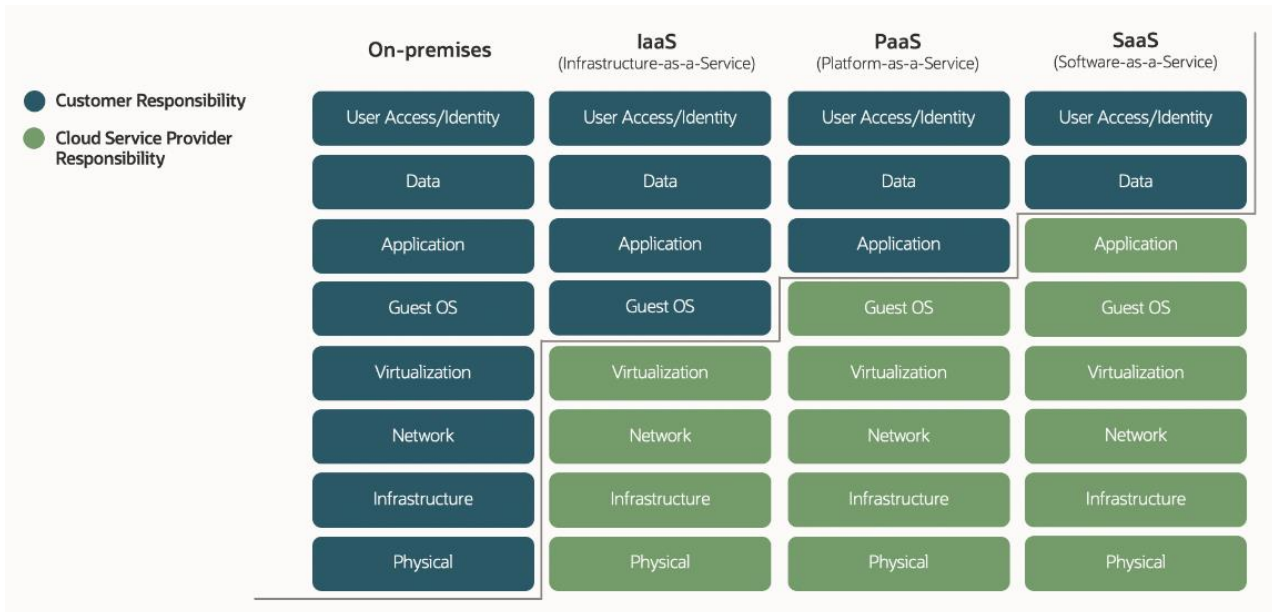 On-premises
IaaS
(Infrastructure-as-a-Service)
PaaS
(Platform-as-a-Service)
SaaS
(Software-as-a-Service)
Customer Responsibility
Cloud Service Provider
Responsibility
User Access/Identity
User Access/Identity
User Access/Identity
User Access/Identity
Data
Data
Data
Data
Application
Application
Application
Application
Guest OS
Guest OS
Guest OS
Guest OS
Virtualization
Virtualization
Virtualization
Virtualization
Network
Network
Network
Network
Infrastructure
Infrastructure
Infrastructure
Infrastructure
Physical
Physical
Physical
Physical